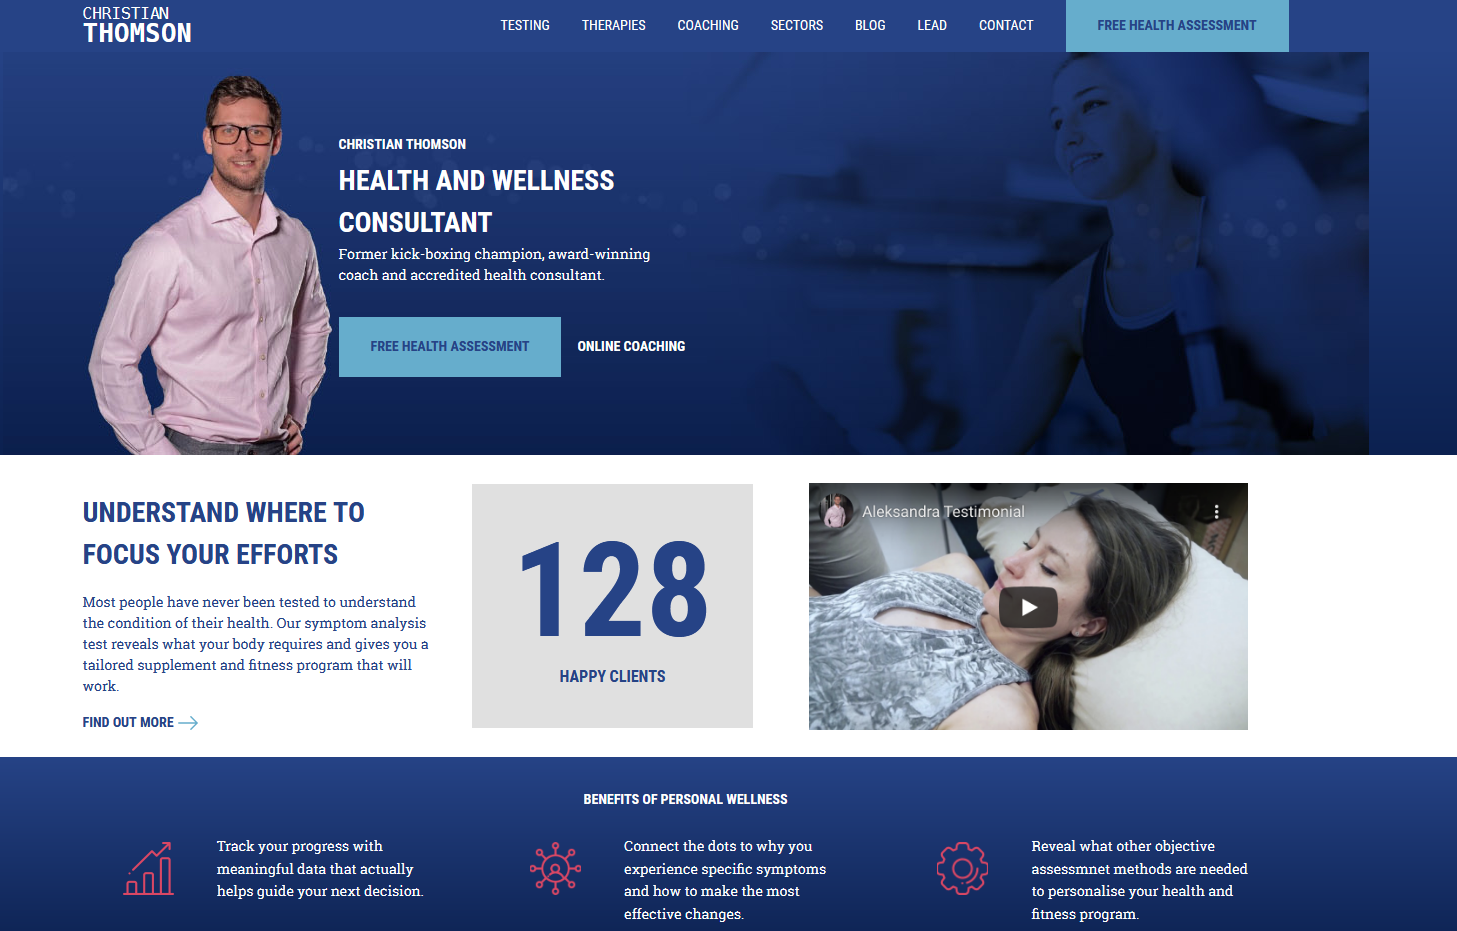 CHRISTIAN
THOMSON
TESTING THERAPIES COACHING SECTORS BLOG LEAD CONTACT FREE HEALTH ASSESSMENT
CHRISTIAN THOMSON
HEALTH AND WELLNESS
CONSULTANT
Former kick-boxing champion, award-winning
coach and accredited health consultant.
FREE HEALTH ASSESSMENT ONLINE COACHING
UNDERSTAND WHERE TO
FOCUS YOUR EFFORTS
Most people have never been tested to understand
the condition of their health. Our symptom analysis
test reveals what your body requires and gives you a
tailored supplement and fitness program that will
work.
FIND OUT MORE
128
HAPPY CLIENTS
Aleksandra Testimonial
BENEFITS OF PERSONAL WELLNESS
Track your progress with
meaningful data that actually
helps guide your next decision.
Connect the dots to why you
experience specific symptoms
and how to make the most
effective changes.
Reveal what other objective
assessmnet methods are needed
to personalise your health and
fitness program.